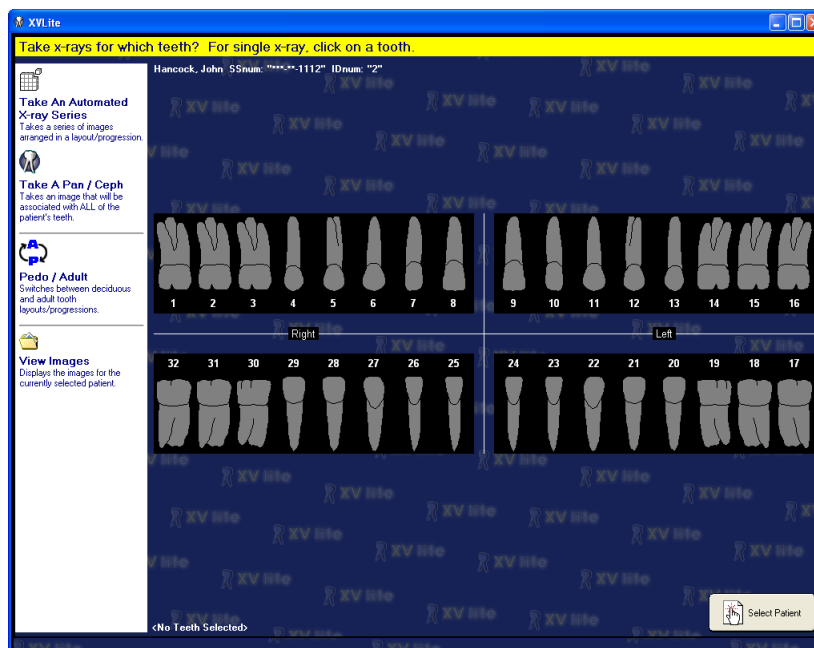 XVLite
Take x-rays for which teeth? For single x-ray, click on a tooth.
Hancock, John SSnum: "***-**-1112" IDnum: "2"
Take An Automated
X-ray Series
Takes a series of images
arranged in a layout/progression.
Take A Pan / Ceph
Takes an image that will be
associated with ALL of the
patient's teeth.
A
P
Pedo / Adult
Switches between deciduous
and adult tooth
layouts/progressions.
View Images
Displays the images for the
currently selected patient.
1 2 3 4 5 6 7 8 9 10 11 12 13 14 15 16
Right Left
32 31 30 29 28 27 26 25 24 23 22 21 20 19 18 17
<No Teeth Selected>
Select Patient
XV lite